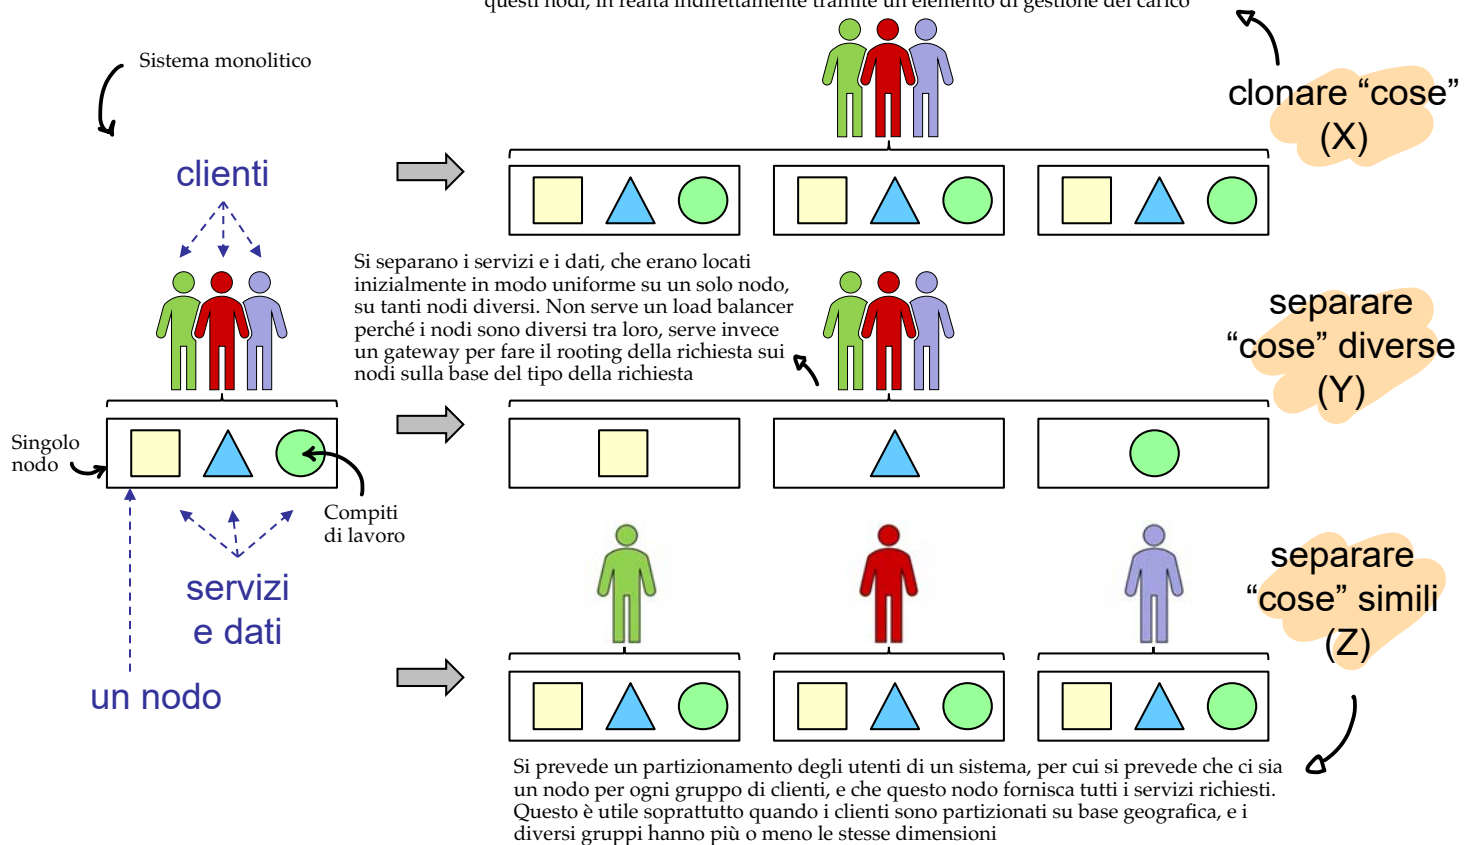 questi nodi, in realtà indirettamente tramite un elemento di gestione del carico
Sistema monolitico
clonare “cose”
(X)
clienti
Si separano i servizi e i dati, che erano locati
inizialmente in modo uniforme su un solo nodo,
su tanti nodi diversi. Non serve un load balancer
perché i nodi sono diversi tra loro, serve invece
un gateway per fare il rooting della richiesta sui
nodi sulla base del tipo della richiesta
separare
“cose” diverse
(Y)
Singolo
nodo
Compiti
di lavoro
servizi
e dati
un nodo
separare
“cose” simili
(Z)
Si prevede un partizionamento degli utenti di un sistema, per cui si prevede che ci sia
un nodo per ogni gruppo di clienti, e che questo nodo fornisca tutti i servizi richiesti.
Questo è utile soprattutto quando i clienti sono partizionati su base geografica, e i
diversi gruppi hanno più o meno le stesse dimensioni